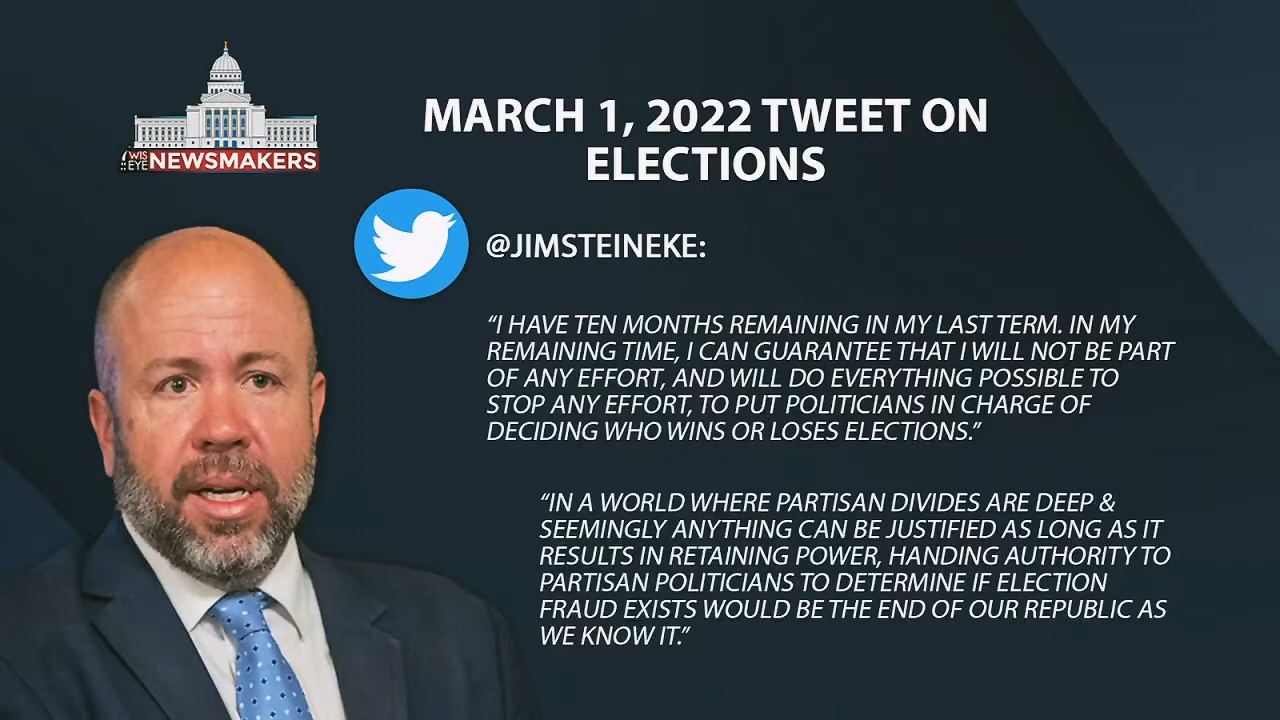 WIS
EYE NEWSMAKERS
MARCH 1, 2022 TWEET ON
ELECTIONS
@JIMSTEINEKE:
“I HAVE TEN MONTHS REMAINING IN MY LAST TERM. IN MY
REMAINING TIME, I CAN GUARANTEE THAT I WILL NOT BE PART
OF ANY EFFORT, AND WILL DO EVERYTHING POSSIBLE TO
STOP ANY EFFORT, TO PUT POLITICIANS IN CHARGE OF
DECIDING WHO WINS OR LOSES ELECTIONS.”
“IN A WORLD WHERE PARTISAN DIVIDES ARE DEEP &
SEEMINGLY ANYTHING CAN BE JUSTIFIED AS LONG AS IT
RESULTS IN RETAINING POWER, HANDING AUTHORITY TO
PARTISAN POLITICIANS TO DETERMINE IF ELECTION
FRAUD EXISTS WOULD BE THE END OF OUR REPUBLIC AS
WE KNOW IT.”